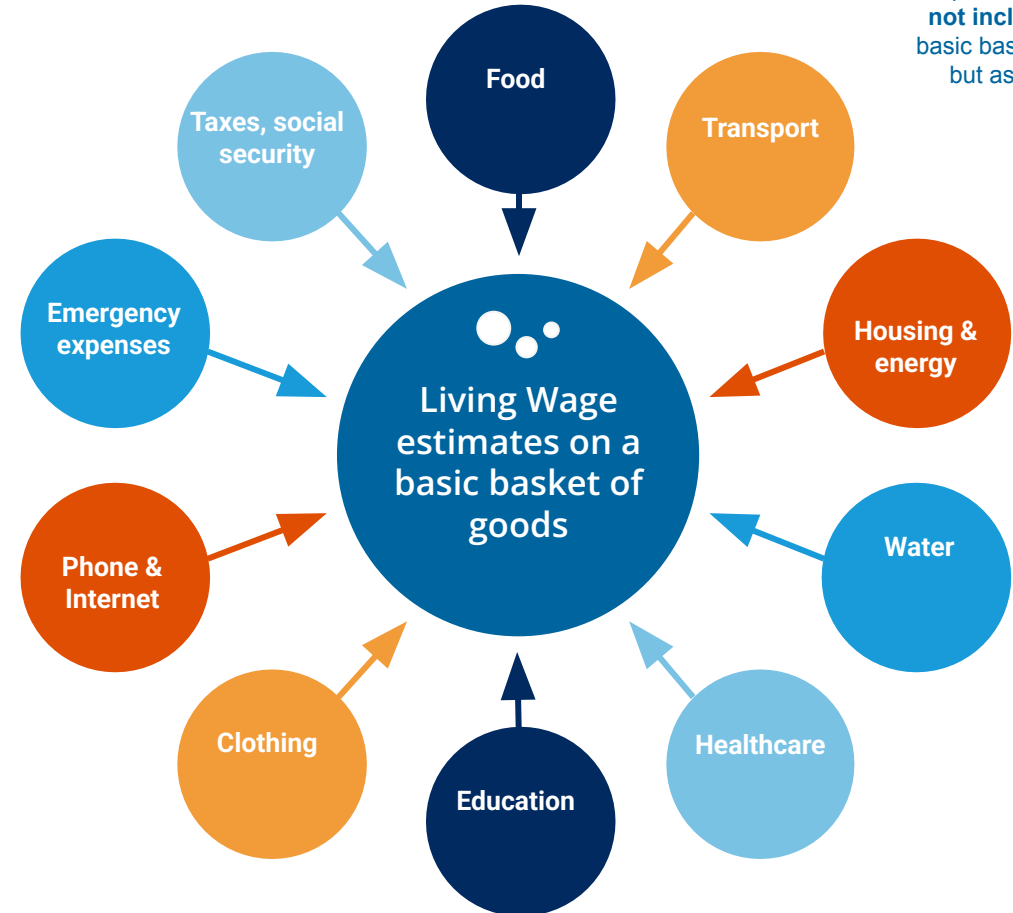 not incl
basic bas
but as
Food
Transport
Taxes, social
security
Emergency
expenses
Housing &
energy
Living Wage
estimates on a
basic basket of
goods
Phone &
Internet
Water
Clothing
Healthcare
Education